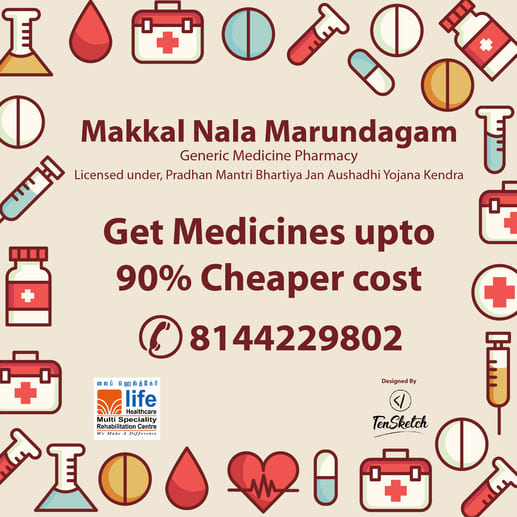 Makkal Nala Marundagam
Generic Medicine Pharmacy
Licensed under, Pradhan Mantri Bhartiya Jan Aushadhi Yojana Kendra
Get Medicines upto
90% Cheaper cost
8144229802
லைப் ஹெல்த்கேர்
life
Healthcare
Multi Speciality
Rehabilitation Centre
We Make A Difference
Designed By
TenSketch